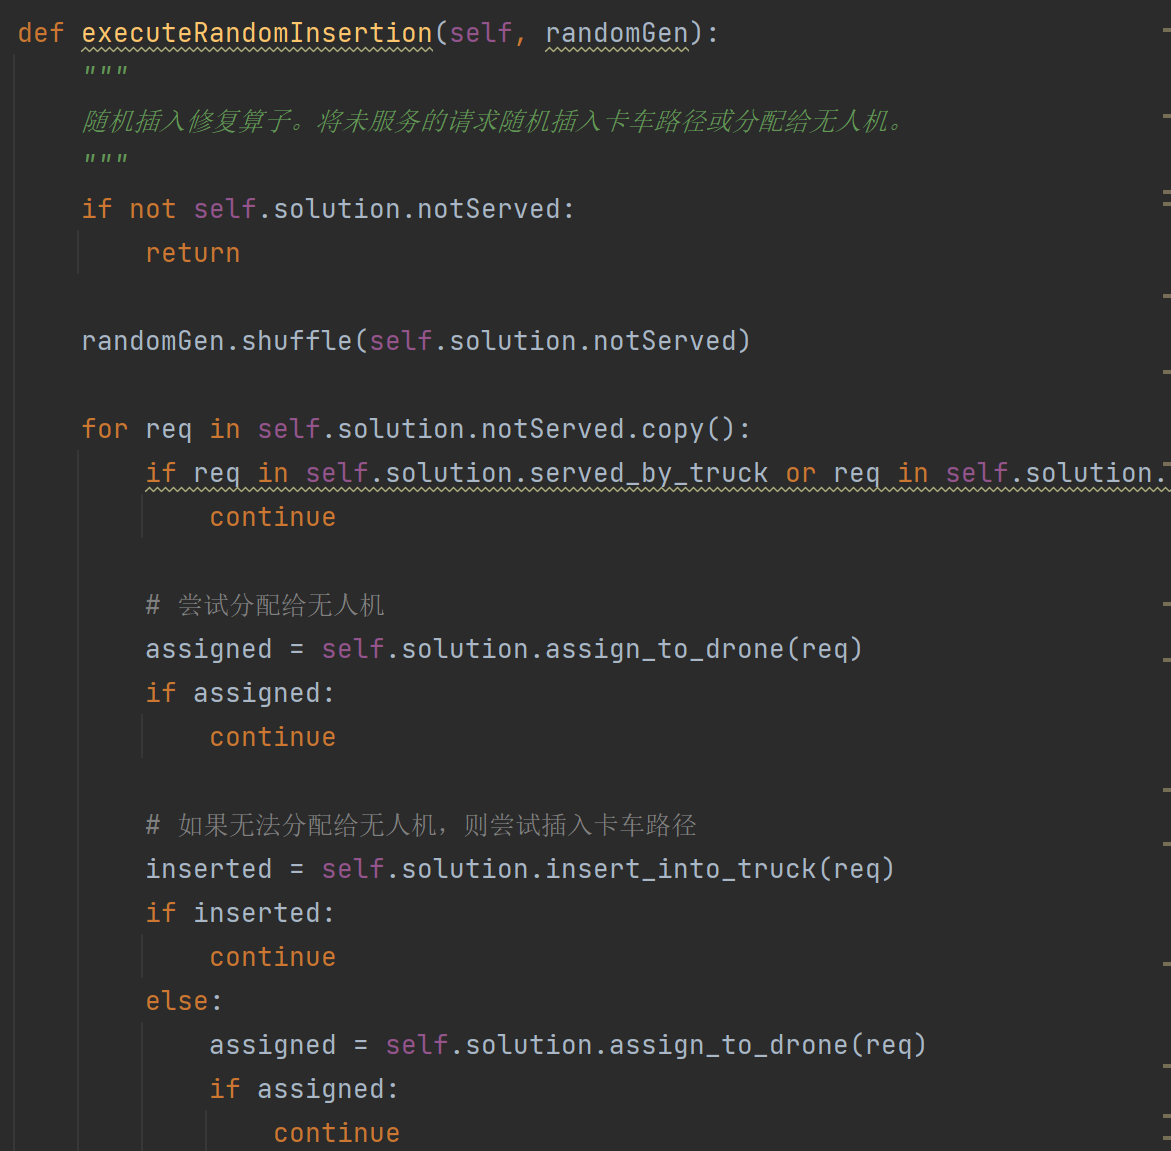 def executeRandomInsertion(self, randomGen):
"""
随机插入修复算子。将未服务的请求随机插入卡车路径或分配给无人机。
"""
if not self.solution.notServed:
return
randomGen.shuffle(self.solution.notServed)
for req in self.solution.notServed.copy():
if req in self.solution.served_by_truck or req in self.solution.
continue
# 尝试分配给无人机
assigned = self.solution.assign_to_drone(req)
if assigned:
continue
# 如果无法分配给无人机，则尝试插入卡车路径
inserted = self.solution.insert_into_truck(req)
if inserted:
continue
else:
assigned = self.solution.assign_to_drone(req)
if assigned:
continue